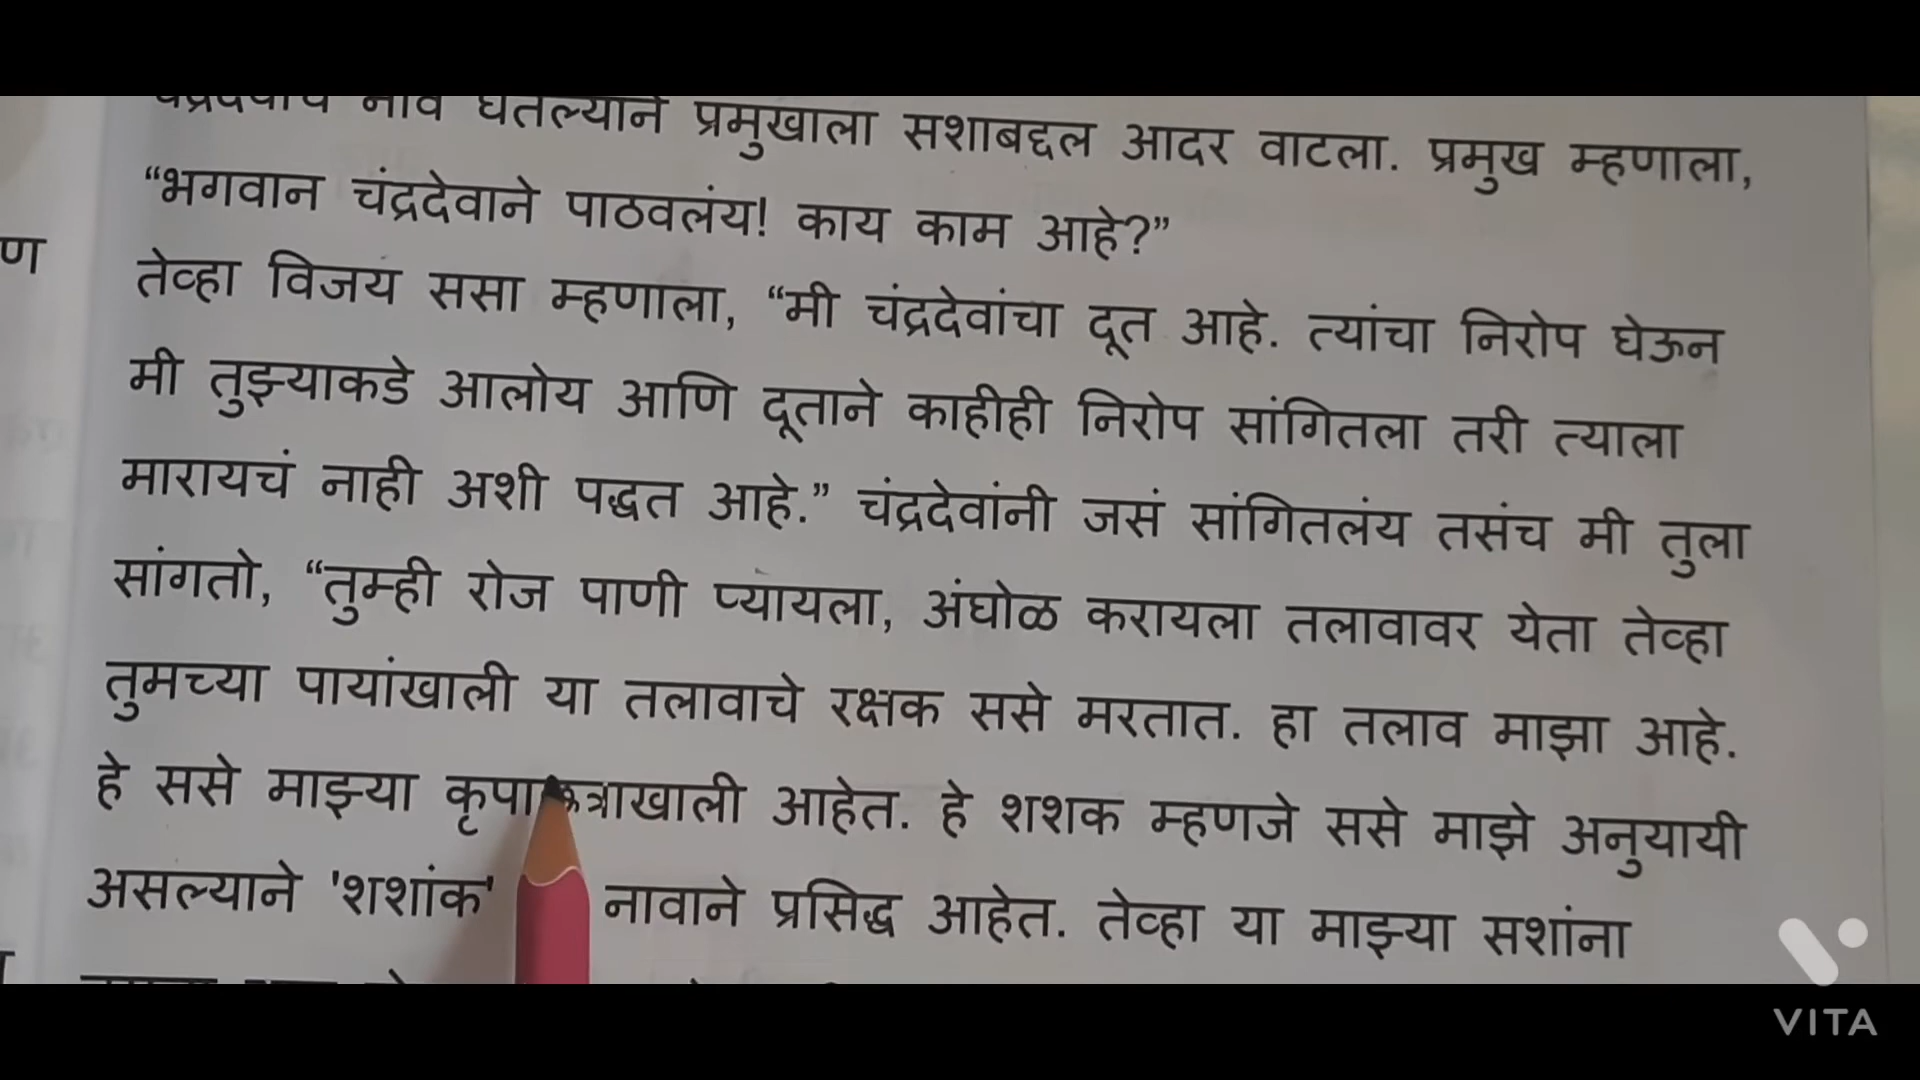 नाव घेतल्याने प्रमुखाला सशाबद्दल आदर वाटला. प्रमुख म्हणाला,
“भगवान चंद्रदेवाने पाठवलंय! काय काम आहे?”
ण
तेव्हा विजय ससा म्हणाला, “मी चंद्रदेवांचा दूत आहे. त्यांचा निरोप घेऊन
मी तुझ्याकडे आलोय आणि दूताने काहीही निरोप सांगितला तरी त्याला
मारायचं नाही अशी पद्धत आहे.” चंद्रदेवांनी जसं सांगितलंय तसंच मी तुला
सांगतो, “तुम्ही रोज पाणी प्यायला, अंघोळ करायला तलावावर येता तेव्हा
तुमच्या पायांखाली या तलावाचे रक्षक ससे मरतात. हा तलाव माझा आहे.
हे ससे माझ्या आहेत. हे शशक म्हणजे ससे माझे अनुयायी
असल्याने 'शशांक' नावाने प्रसिद्ध आहेत. तेव्हा या माझ्या सशांना
VITA